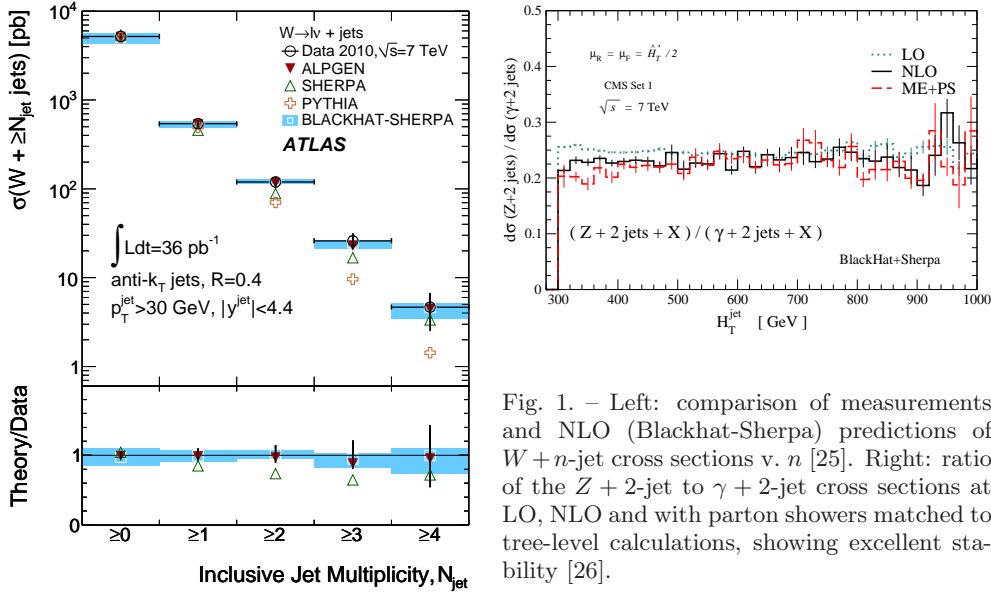 σ(W + ≥N_jet jets) [pb]
10^4
10^3
10^2
10
1
W→lν + jets
Data 2010,√s=7 TeV
ALPGEN
SHERPA
PYTHIA
BLACKHAT-SHERPA
ATLAS
∫Ldt=36 pb^-1
anti-k_T jets, R=0.4
p_T^jet>30 GeV, |y^jet|<4.4
Theory/Data
1
0
≥0 ≥1 ≥2 ≥3 ≥4
Inclusive Jet Multiplicity, N_jet
dσ (Z+2 jets) / dσ (γ+2 jets)
0.5
0.4
0.3
0.2
0.1
0
μ_R = μ_F = Ĥ_T' / 2
CMS Set 1
√s = 7 TeV
LO
NLO
ME+PS
( Z + 2 jets + X ) / ( γ + 2 jets + X )
BlackHat+Sherpa
300 400 500 600 700 800 900 1000
H_T^jet [ GeV ]
Fig. 1. – Left: comparison of measurements
and NLO (Blackhat-Sherpa) predictions of
W +n-jet cross sections v. n [25]. Right: ratio
of the Z + 2-jet to γ + 2-jet cross sections at
LO, NLO and with parton showers matched to
tree-level calculations, showing excellent sta-
bility [26].